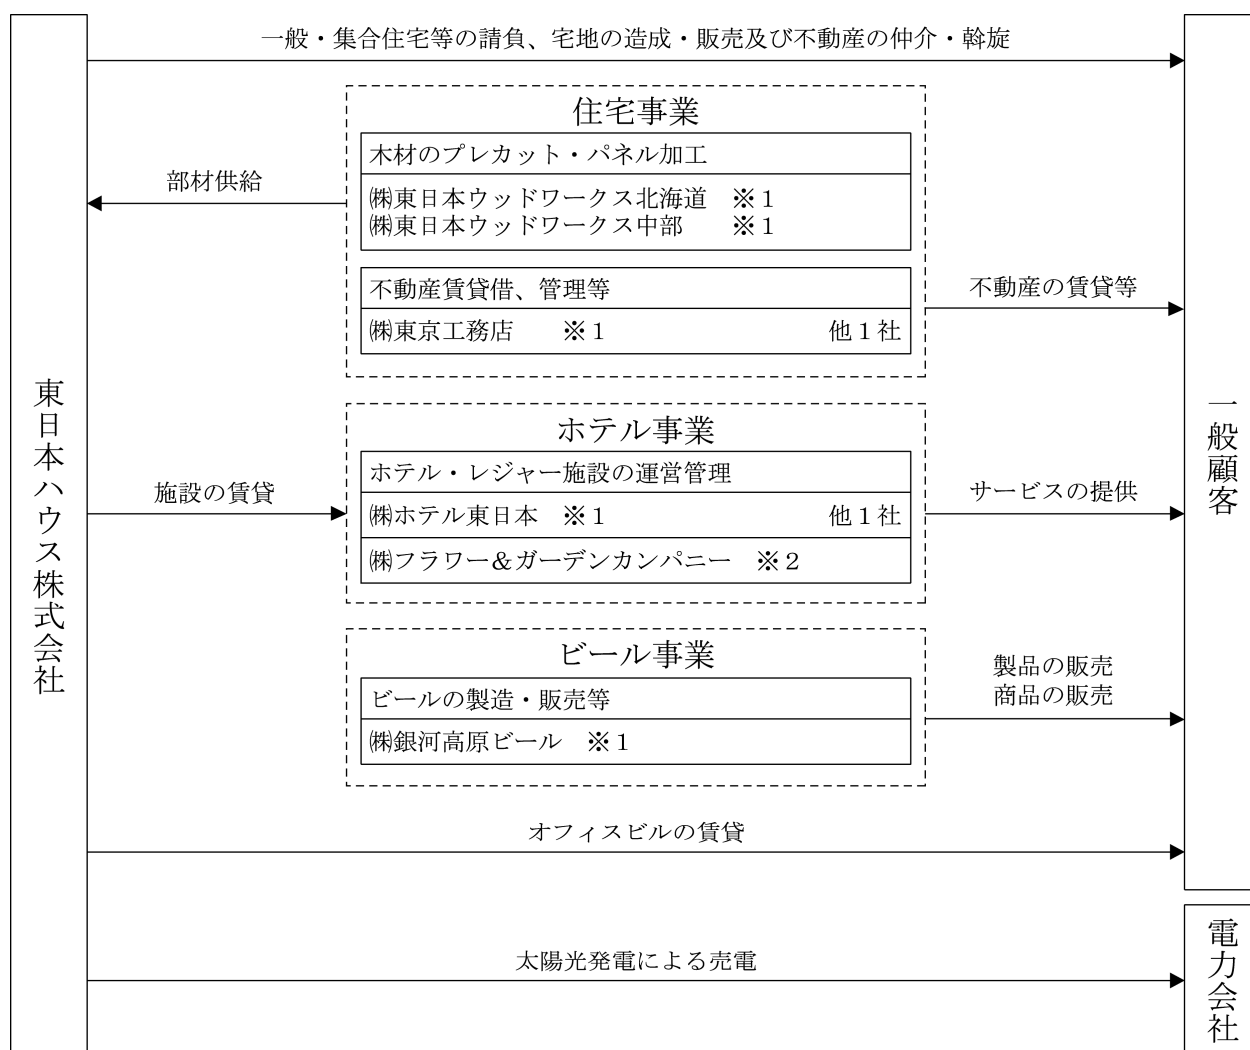 一般・集合住宅等の請負、宅地の造成・販売及び不動産の仲介・斡旋
住宅事業
木材のプレカット・パネル加工
部材供給
㈱東日本ウッドワークス北海道　※１
㈱東日本ウッドワークス中部　　※１
不動産賃貸借、管理等
不動産の賃貸等
㈱東京工務店　　※１　他１社
東日本ハウス株式会社
一般顧客
ホテル事業
ホテル・レジャー施設の運営管理
施設の賃貸
サービスの提供
㈱ホテル東日本　※１　他１社
㈱フラワー＆ガーデンカンパニー　※２
ビール事業
製品の販売
商品の販売
ビールの製造・販売等
㈱銀河高原ビール　※１
オフィスビルの賃貸
太陽光発電による売電
電力会社